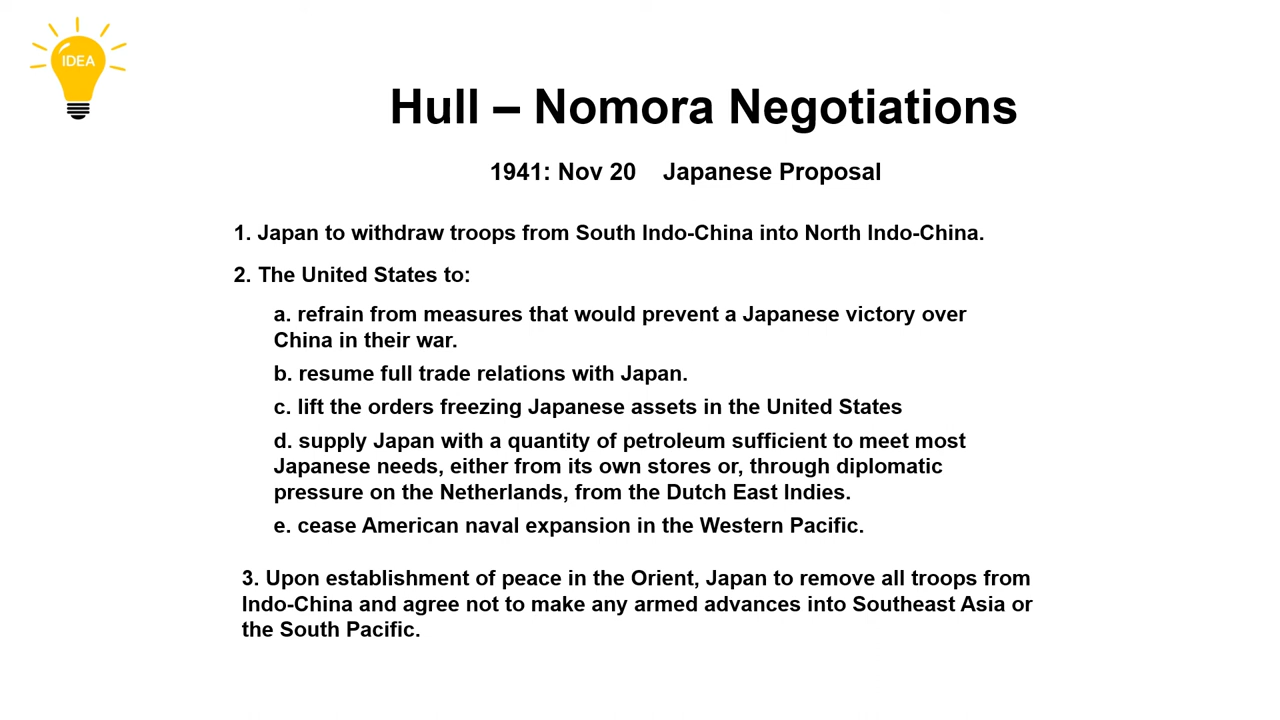 IDEA
Hull – Nomora Negotiations
1941: Nov 20 Japanese Proposal
1. Japan to withdraw troops from South Indo-China into North Indo-China.
2. The United States to:
a. refrain from measures that would prevent a Japanese victory over
China in their war.
b. resume full trade relations with Japan.
c. lift the orders freezing Japanese assets in the United States
d. supply Japan with a quantity of petroleum sufficient to meet most
Japanese needs, either from its own stores or, through diplomatic
pressure on the Netherlands, from the Dutch East Indies.
e. cease American naval expansion in the Western Pacific.
3. Upon establishment of peace in the Orient, Japan to remove all troops from
Indo-China and agree not to make any armed advances into Southeast Asia or
the South Pacific.